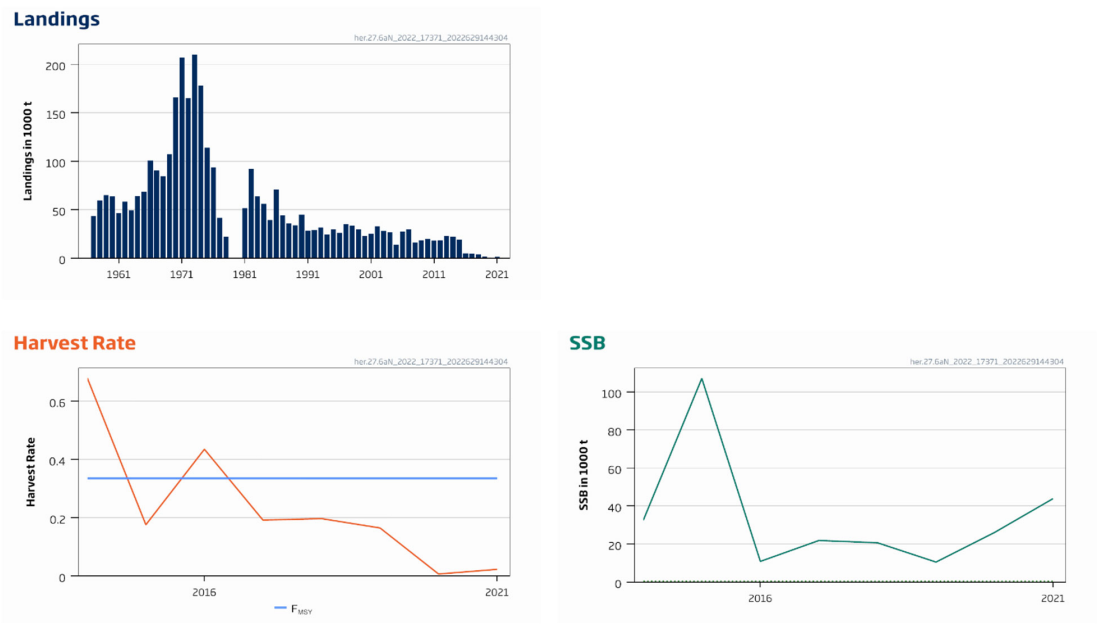 Landings
her.27.6aN_2022_17371_2022629144304
Landings in 1000 t
200
150
100
50
0
1961 1971 1981 1991 2001 2011 2021
Harvest Rate
her.27.6aN_2022_17371_2022629144304
Harvest Rate
0.6
0.4
0.2
0
2016 2021
FMSY
SSB
her.27.6aN_2022_17371_2022629144304
SSB in 1000 t
100
80
60
40
20
0
2016 2021